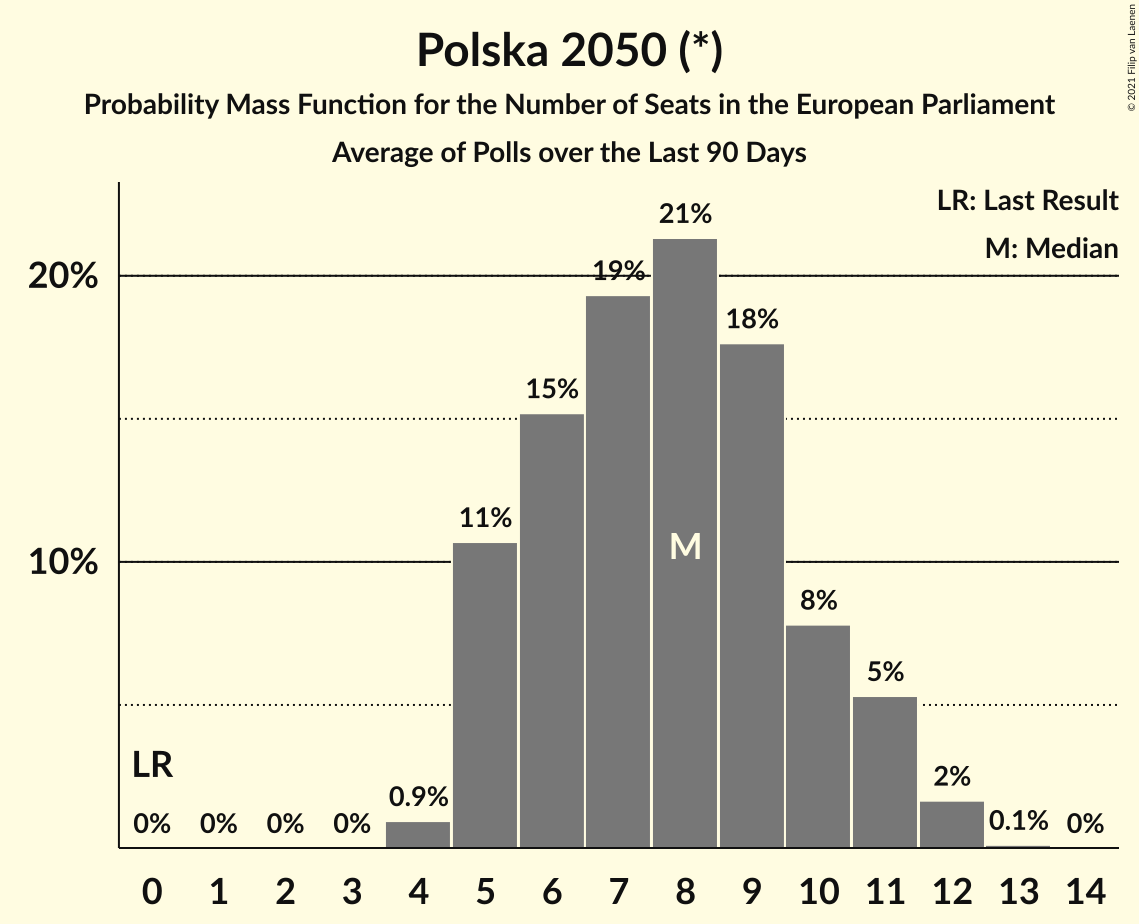 Polska 2050 (*)
Probability Mass Function for the Number of Seats in the European Parliament
Average of Polls over the Last 90 Days
© 2021 Filip van Laenen
LR: Last Result
M: Median
20%
10%
LR
0% 0% 0% 0% 0.9% 11% 15% 19% 21% 18% 8% 5% 2% 0.1% 0%
M
0 1 2 3 4 5 6 7 8 9 10 11 12 13 14